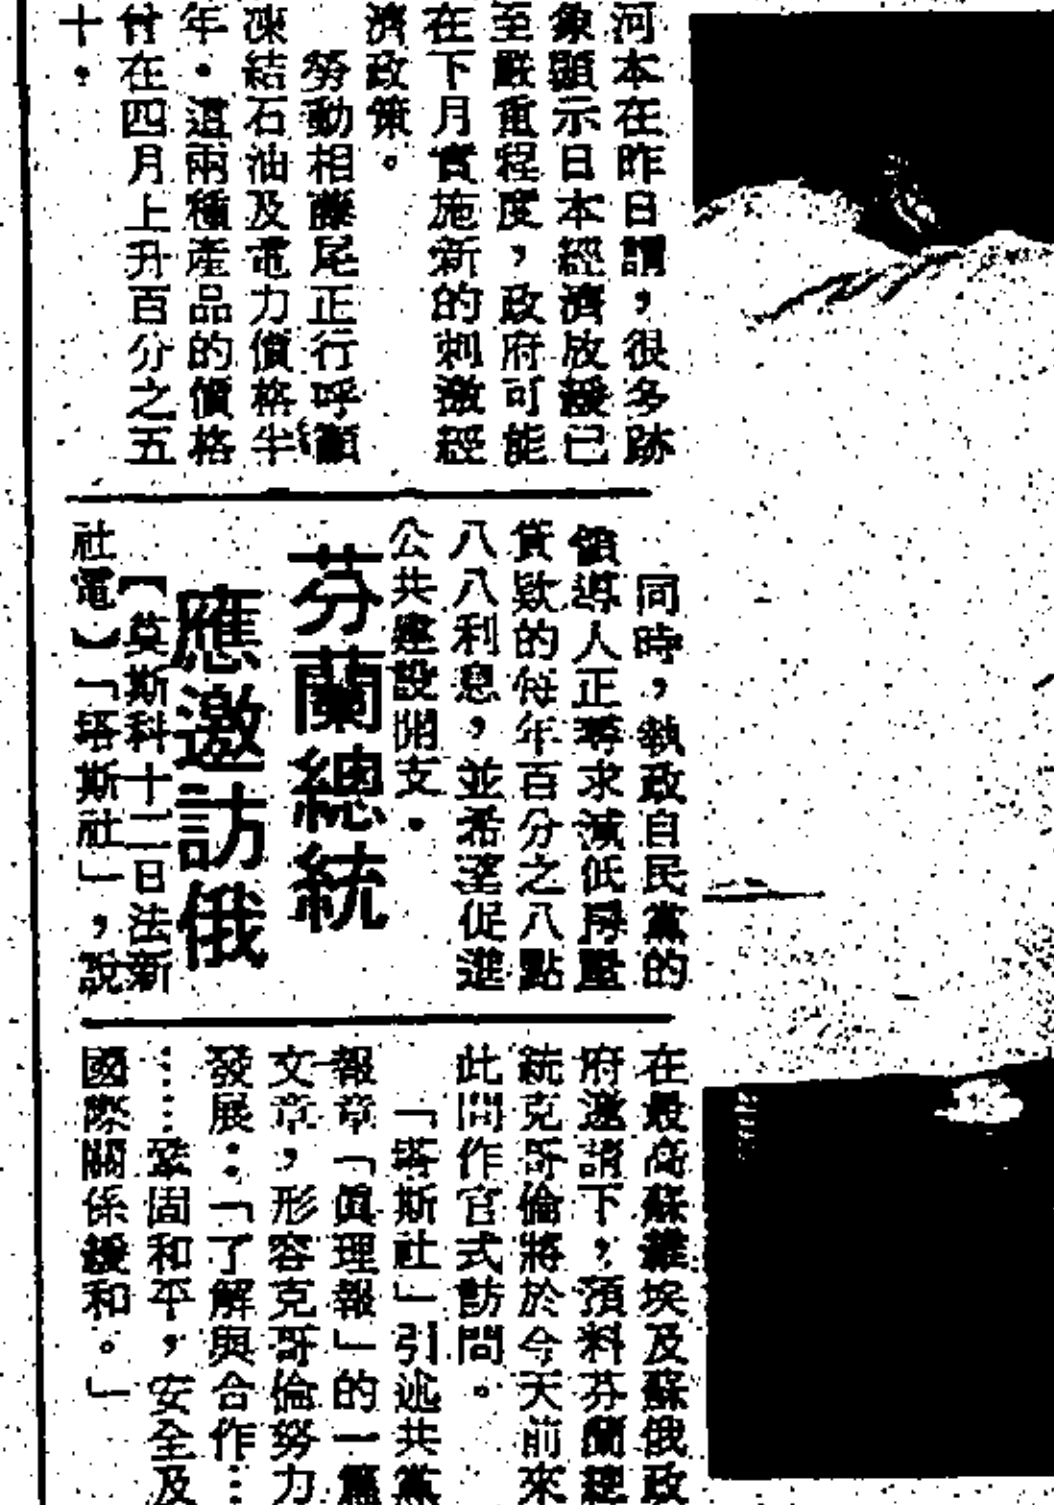 河本在昨日謂，很多跡
象顯示日本經濟放緩已
至嚴重程度，政府可能
在下月實施新的刺激經
濟政策。
勞動相藤尾正行呼籲
凍結石油及電力價格半
年。這兩種產品的價格
付在四月上升百分之五
十。
同時，執政自民黨的
領導人正尋求減低房屋
貸款的每年百分之八點
八八利息，並希望促進
公共建設開支。
芬蘭總統
應邀訪俄
【莫斯科十二日法新
社電】「塔斯社」，說
在最高蘇維埃及蘇俄政
府邀請下，預料芬蘭總
統克哥倫將於今天前來
此間作官式訪問。
「塔斯社」引述共黨
報章「眞理報」的一篇
文章，形容克哥倫努力
發展：「了解與合作…
……鞏固和平，安全及
國際關係緩和。」